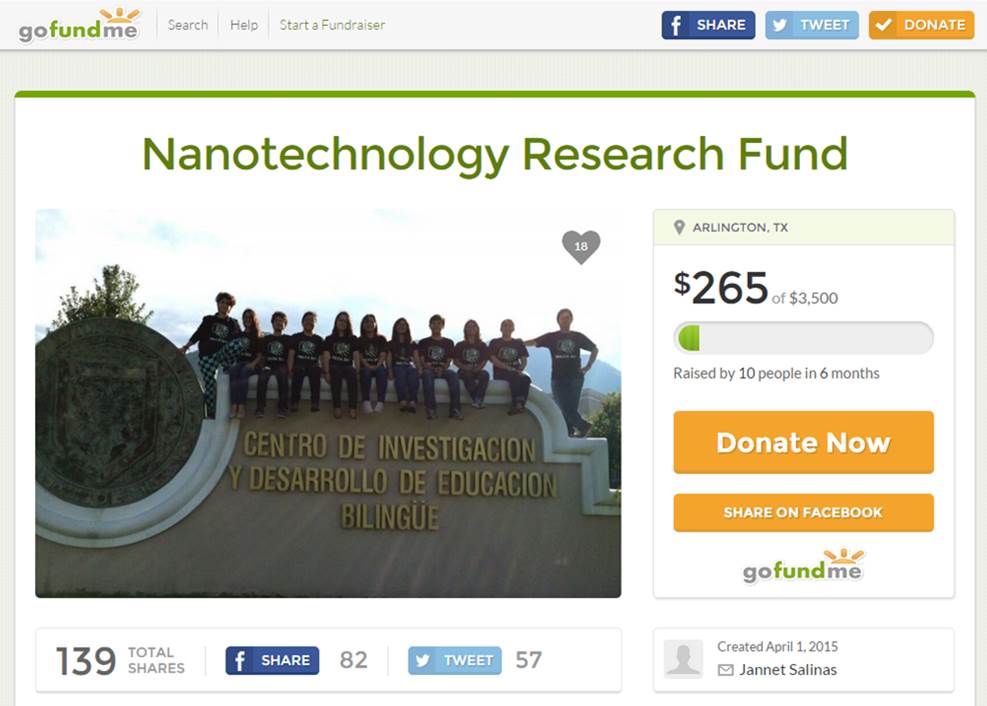 gofundme
Search
Help
Start a Fundraiser
SHARE
TWEET
DONATE
Nanotechnology Research Fund
18
CENTRO DE INVESTIGACION
Y DESARROLLO DE EDUCACION
BILINGÜE
ARLINGTON, TX
$265 of $3,500
Raised by 10 people in 6 months
Donate Now
SHARE ON FACEBOOK
gofundme
139 TOTAL SHARES
SHARE 82
TWEET 57
Created April 1, 2015
Jannet Salinas